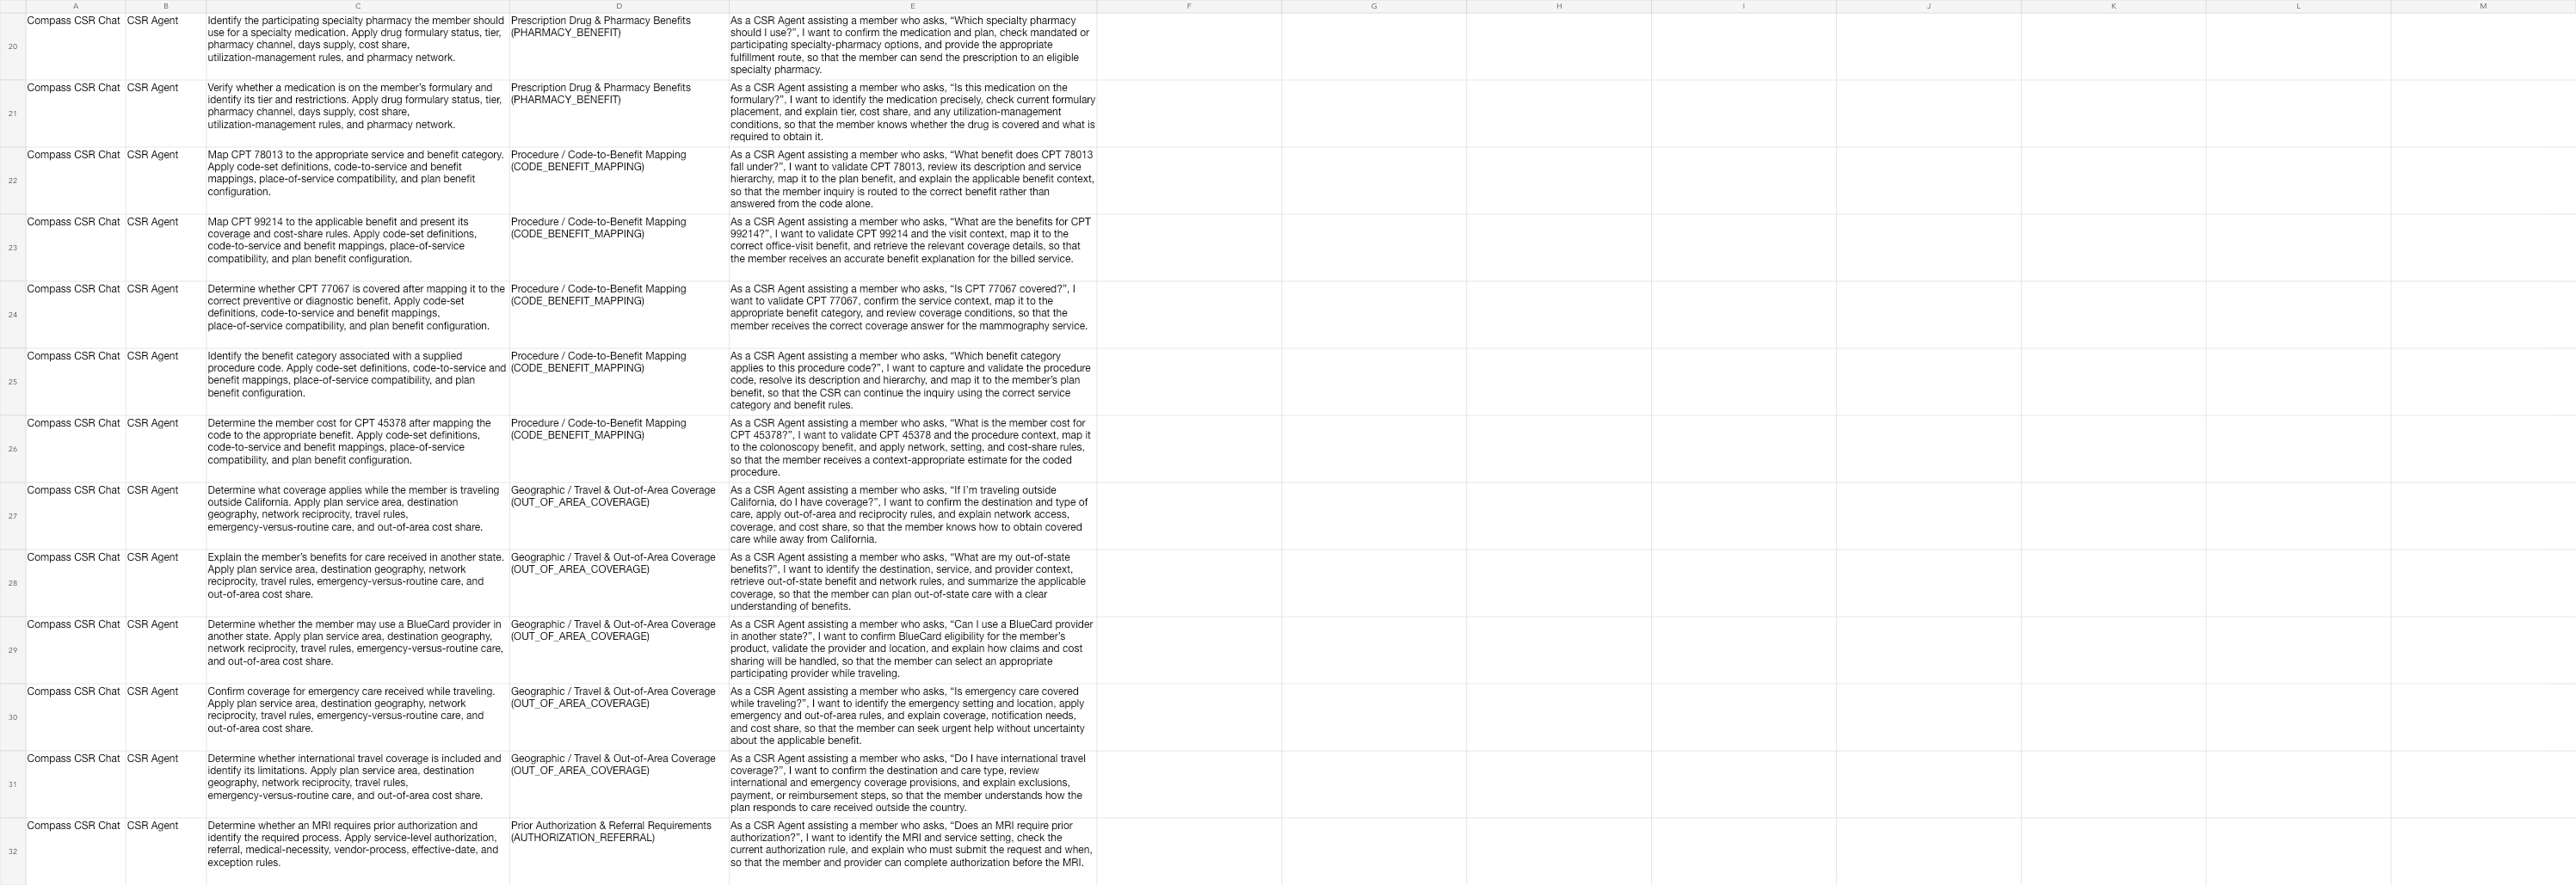 A B C D E F G H I J K L M
20
Compass CSR Chat
CSR Agent
Identify the participating specialty pharmacy the member should
use for a specialty medication. Apply drug formulary status, tier,
pharmacy channel, days supply, cost share,
utilization-management rules, and pharmacy network.
Prescription Drug & Pharmacy Benefits
(PHARMACY_BENEFIT)
As a CSR Agent assisting a member who asks, “Which specialty pharmacy
should I use?”, I want to confirm the medication and plan, check mandated or
participating specialty-pharmacy options, and provide the appropriate
fulfillment route, so that the member can send the prescription to an eligible
specialty pharmacy.
21
Compass CSR Chat
CSR Agent
Verify whether a medication is on the member’s formulary and
identify its tier and restrictions. Apply drug formulary status, tier,
pharmacy channel, days supply, cost share,
utilization-management rules, and pharmacy network.
Prescription Drug & Pharmacy Benefits
(PHARMACY_BENEFIT)
As a CSR Agent assisting a member who asks, “Is this medication on the
formulary?”, I want to identify the medication precisely, check current formulary
placement, and explain tier, cost share, and any utilization-management
conditions, so that the member knows whether the drug is covered and what is
required to obtain it.
22
Compass CSR Chat
CSR Agent
Map CPT 78013 to the appropriate service and benefit category.
Apply code-set definitions, code-to-service and benefit
mappings, place-of-service compatibility, and plan benefit
configuration.
Procedure / Code-to-Benefit Mapping
(CODE_BENEFIT_MAPPING)
As a CSR Agent assisting a member who asks, “What benefit does CPT 78013
fall under?”, I want to validate CPT 78013, review its description and service
hierarchy, map it to the plan benefit, and explain the applicable benefit context,
so that the member inquiry is routed to the correct benefit rather than
answered from the code alone.
23
Compass CSR Chat
CSR Agent
Map CPT 99214 to the applicable benefit and present its
coverage and cost-share rules. Apply code-set definitions,
code-to-service and benefit mappings, place-of-service
compatibility, and plan benefit configuration.
Procedure / Code-to-Benefit Mapping
(CODE_BENEFIT_MAPPING)
As a CSR Agent assisting a member who asks, “What are the benefits for CPT
99214?”, I want to validate CPT 99214 and the visit context, map it to the
correct office-visit benefit, and retrieve the relevant coverage details, so that
the member receives an accurate benefit explanation for the billed service.
24
Compass CSR Chat
CSR Agent
Determine whether CPT 77067 is covered after mapping it to the
correct preventive or diagnostic benefit. Apply code-set
definitions, code-to-service and benefit mappings,
place-of-service compatibility, and plan benefit configuration.
Procedure / Code-to-Benefit Mapping
(CODE_BENEFIT_MAPPING)
As a CSR Agent assisting a member who asks, “Is CPT 77067 covered?”, I
want to validate CPT 77067, confirm the service context, map it to the
appropriate benefit category, and review coverage conditions, so that the
member receives the correct coverage answer for the mammography service.
25
Compass CSR Chat
CSR Agent
Identify the benefit category associated with a supplied
procedure code. Apply code-set definitions, code-to-service and
benefit mappings, place-of-service compatibility, and plan
benefit configuration.
Procedure / Code-to-Benefit Mapping
(CODE_BENEFIT_MAPPING)
As a CSR Agent assisting a member who asks, “Which benefit category
applies to this procedure code?”, I want to capture and validate the procedure
code, resolve its description and hierarchy, and map it to the member’s plan
benefit, so that the CSR can continue the inquiry using the correct service
category and benefit rules.
26
Compass CSR Chat
CSR Agent
Determine the member cost for CPT 45378 after mapping the
code to the appropriate benefit. Apply code-set definitions,
code-to-service and benefit mappings, place-of-service
compatibility, and plan benefit configuration.
Procedure / Code-to-Benefit Mapping
(CODE_BENEFIT_MAPPING)
As a CSR Agent assisting a member who asks, “What is the member cost for
CPT 45378?”, I want to validate CPT 45378 and the procedure context, map it
to the colonoscopy benefit, and apply network, setting, and cost-share rules,
so that the member receives a context-appropriate estimate for the coded
procedure.
27
Compass CSR Chat
CSR Agent
Determine what coverage applies while the member is traveling
outside California. Apply plan service area, destination
geography, network reciprocity, travel rules,
emergency-versus-routine care, and out-of-area cost share.
Geographic / Travel & Out-of-Area Coverage
(OUT_OF_AREA_COVERAGE)
As a CSR Agent assisting a member who asks, “If I’m traveling outside
California, do I have coverage?”, I want to confirm the destination and type of
care, apply out-of-area and reciprocity rules, and explain network access,
coverage, and cost share, so that the member knows how to obtain covered
care while away from California.
28
Compass CSR Chat
CSR Agent
Explain the member’s benefits for care received in another state.
Apply plan service area, destination geography, network
reciprocity, travel rules, emergency-versus-routine care, and
out-of-area cost share.
Geographic / Travel & Out-of-Area Coverage
(OUT_OF_AREA_COVERAGE)
As a CSR Agent assisting a member who asks, “What are my out-of-state
benefits?”, I want to identify the destination, service, and provider context,
retrieve out-of-state benefit and network rules, and summarize the applicable
coverage, so that the member can plan out-of-state care with a clear
understanding of benefits.
29
Compass CSR Chat
CSR Agent
Determine whether the member may use a BlueCard provider in
another state. Apply plan service area, destination geography,
network reciprocity, travel rules, emergency-versus-routine care,
and out-of-area cost share.
Geographic / Travel & Out-of-Area Coverage
(OUT_OF_AREA_COVERAGE)
As a CSR Agent assisting a member who asks, “Can I use a BlueCard provider
in another state?”, I want to confirm BlueCard eligibility for the member’s
product, validate the provider and location, and explain how claims and cost
sharing will be handled, so that the member can select an appropriate
participating provider while traveling.
30
Compass CSR Chat
CSR Agent
Confirm coverage for emergency care received while traveling.
Apply plan service area, destination geography, network
reciprocity, travel rules, emergency-versus-routine care, and
out-of-area cost share.
Geographic / Travel & Out-of-Area Coverage
(OUT_OF_AREA_COVERAGE)
As a CSR Agent assisting a member who asks, “Is emergency care covered
while traveling?”, I want to identify the emergency setting and location, apply
emergency and out-of-area rules, and explain coverage, notification needs,
and cost share, so that the member can seek urgent help without uncertainty
about the applicable benefit.
31
Compass CSR Chat
CSR Agent
Determine whether international travel coverage is included and
identify its limitations. Apply plan service area, destination
geography, network reciprocity, travel rules,
emergency-versus-routine care, and out-of-area cost share.
Geographic / Travel & Out-of-Area Coverage
(OUT_OF_AREA_COVERAGE)
As a CSR Agent assisting a member who asks, “Do I have international travel
coverage?”, I want to confirm the destination and care type, review
international and emergency coverage provisions, and explain exclusions,
payment, or reimbursement steps, so that the member understands how the
plan responds to care received outside the country.
32
Compass CSR Chat
CSR Agent
Determine whether an MRI requires prior authorization and
identify the required process. Apply service-level authorization,
referral, medical-necessity, vendor-process, effective-date, and
exception rules.
Prior Authorization & Referral Requirements
(AUTHORIZATION_REFERRAL)
As a CSR Agent assisting a member who asks, “Does an MRI require prior
authorization?”, I want to identify the MRI and service setting, check the
current authorization rule, and explain who must submit the request and when,
so that the member and provider can complete authorization before the MRI.